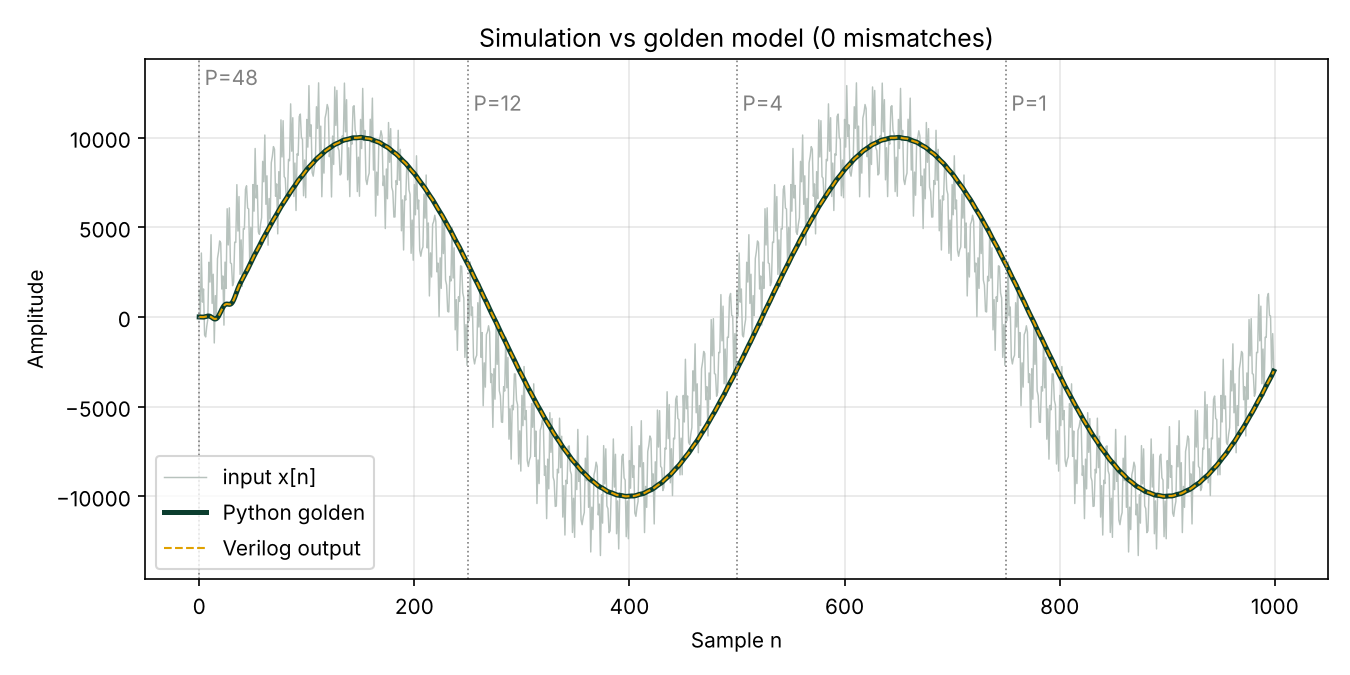 Simulation vs golden model (0 mismatches)
P=48
P=12
P=4
P=1
10000
5000
0
−5000
−10000
Amplitude
input x[n]
Python golden
Verilog output
0
200
400
600
800
1000
Sample n